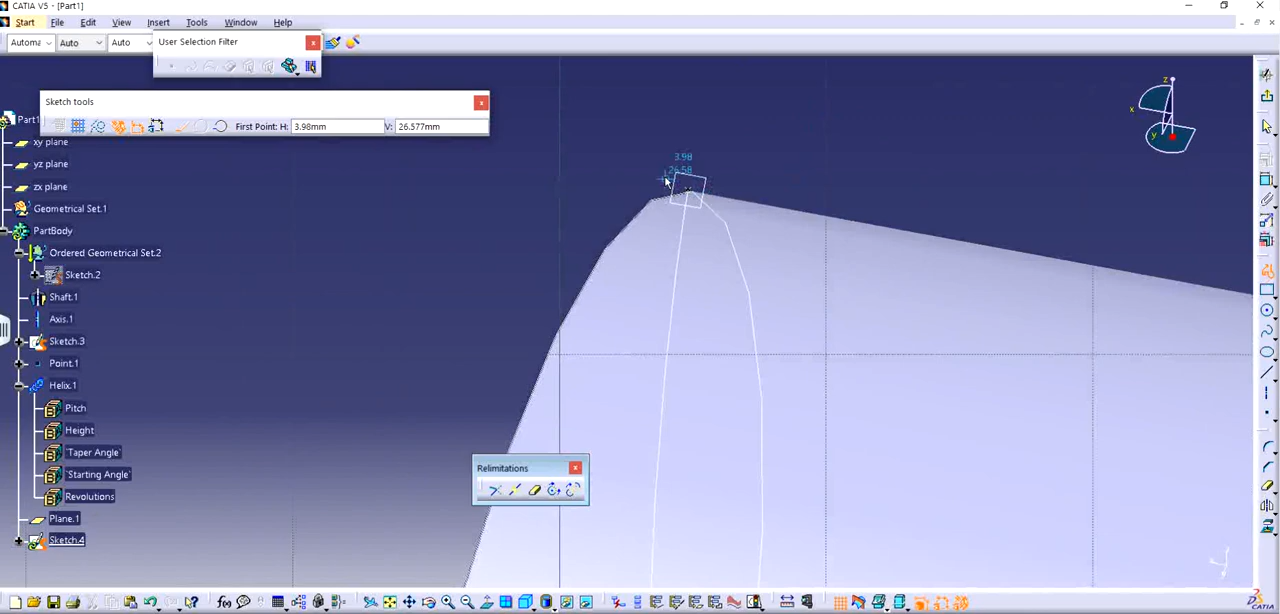 CATIA V5 - [Part1]
Start File Edit View Insert Tools Window Help
Automa Auto Auto
User Selection Filter
Sketch tools
First Point: H: 3.98mm V: 26.577mm
Part1
xy plane
yz plane
zx plane
Geometrical Set.1
PartBody
Ordered Geometrical Set.2
Sketch.2
Shaft.1
Axis.1
Sketch.3
Point.1
Helix.1
Pitch
Height
`Taper Angle`
`Starting Angle`
Revolutions
Plane.1
Sketch.4
3.98
26.58
Relimitations
z
x
y
CATIA